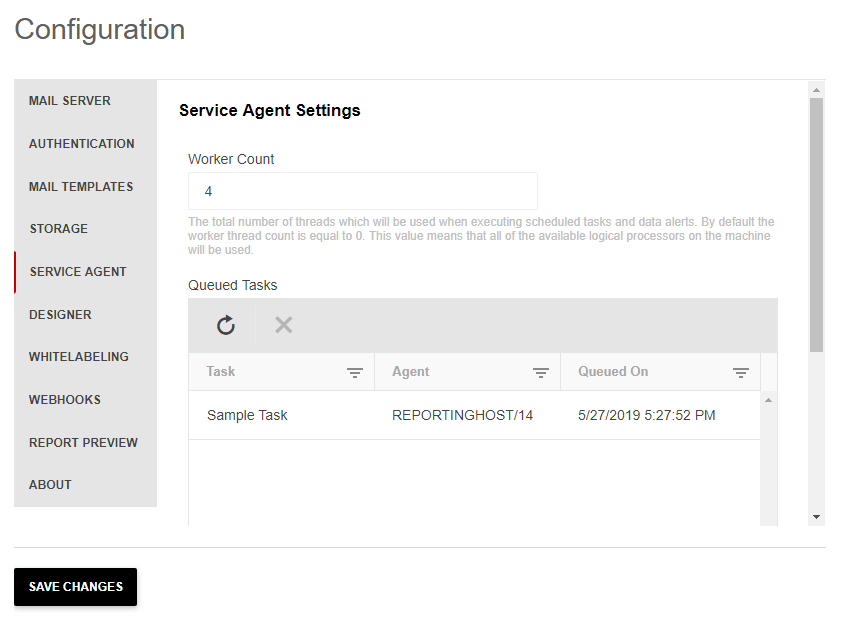 Configuration
MAIL SERVER
AUTHENTICATION
MAIL TEMPLATES
STORAGE
SERVICE AGENT
DESIGNER
WHITELABELING
WEBHOOKS
REPORT PREVIEW
ABOUT
Service Agent Settings
Worker Count
4
The total number of threads which will be used when executing scheduled tasks and data alerts. By default the
worker thread count is equal to 0. This value means that all of the available logical processors on the machine
will be used.
Queued Tasks
Task Agent Queued On
Sample Task REPORTINGHOST/14 5/27/2019 5:27:52 PM
SAVE CHANGES